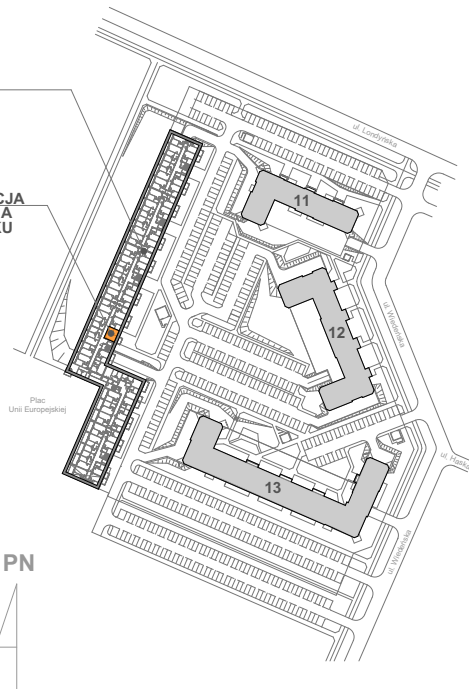 ul. Londyńska
11
CJA
A
KU
ul. Wiedeńska
12
Plac
Unii Europejskiej
ul. Haska
13
ul. Wiedeńska
PN